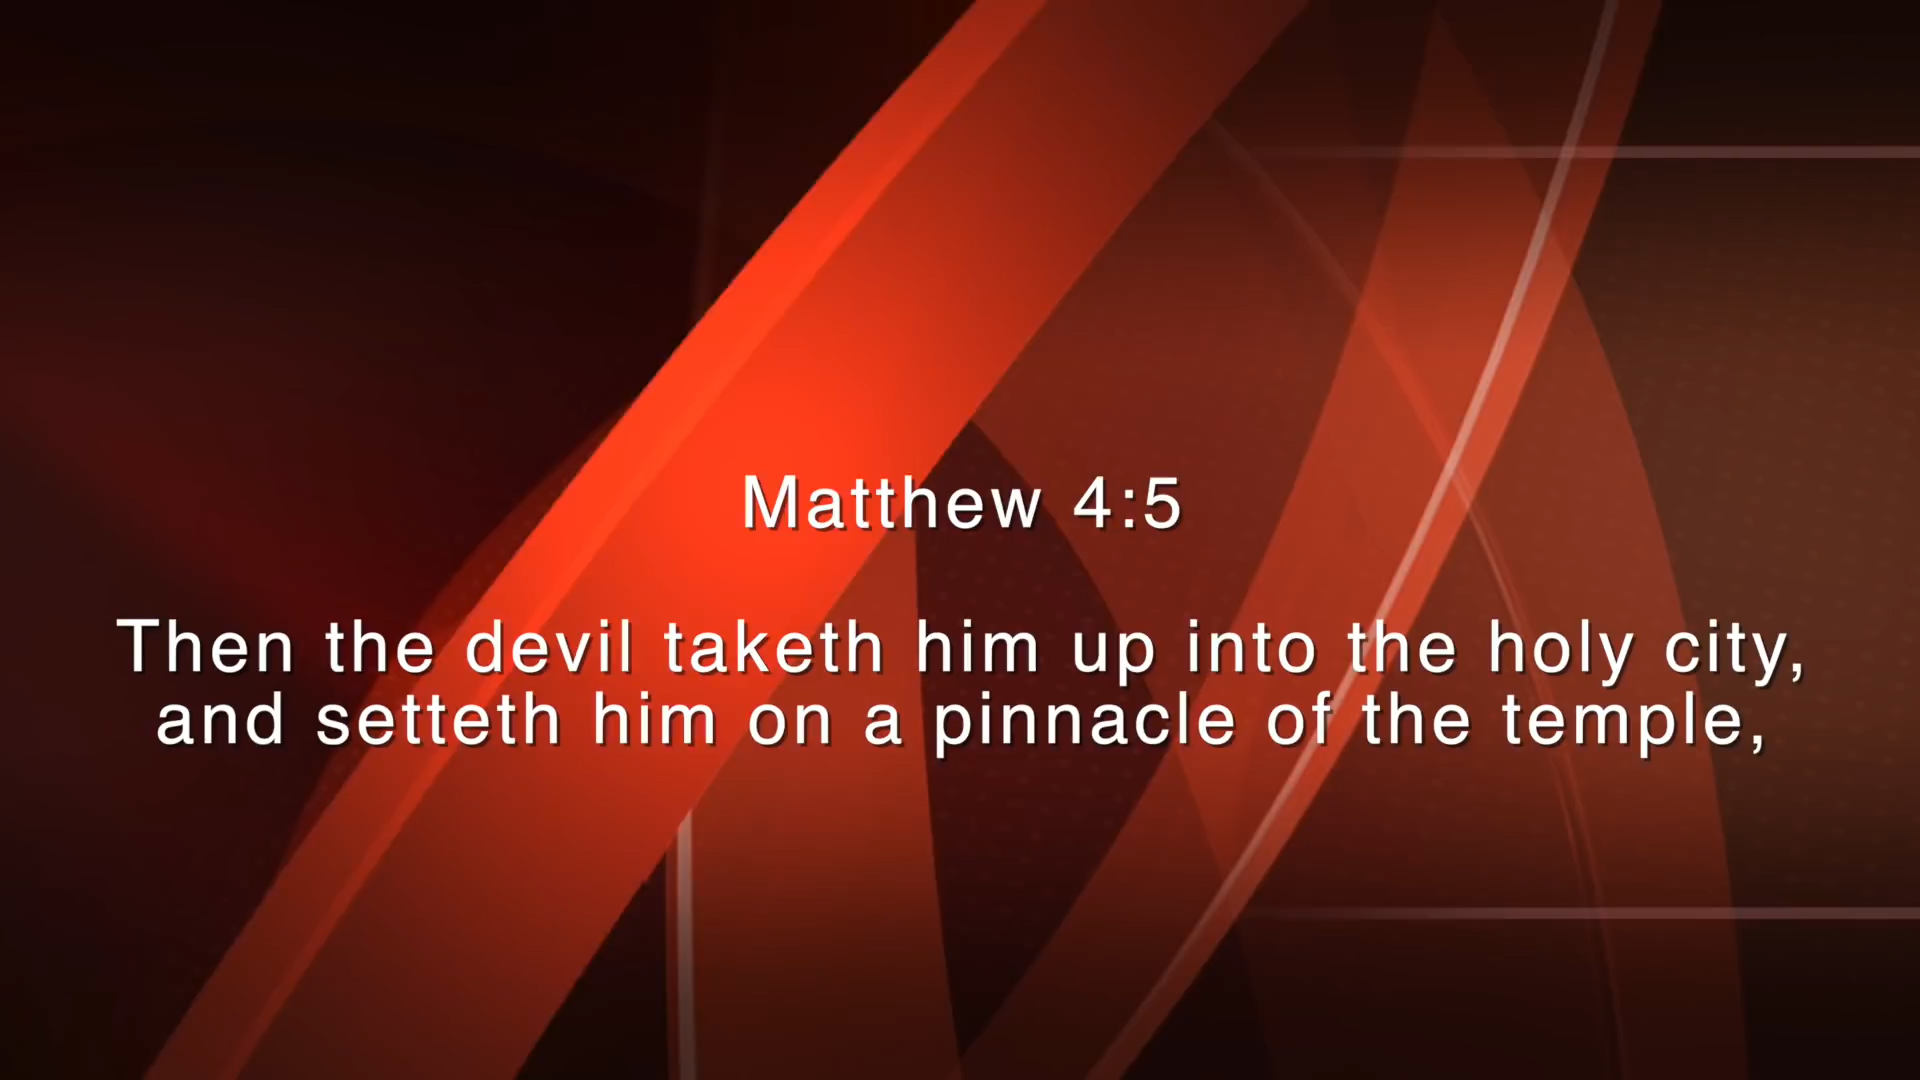 Matthew 4:5
Then the devil taketh him up into the holy city,
and setteth him on a pinnacle of the temple,